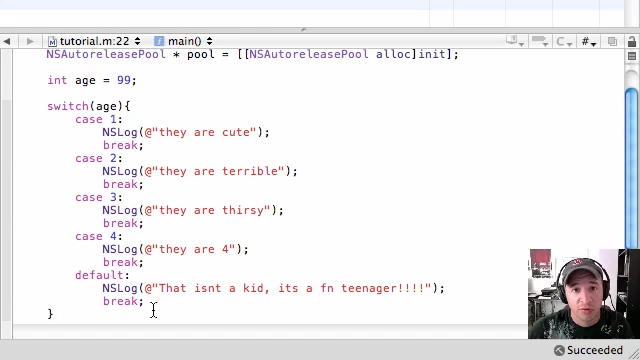 tutorial.m:22 main()
NSAutoreleasePool * pool = [[NSAutoreleasePool alloc]init];
int age = 99;
switch(age){
case 1:
NSLog(@"they are cute");
break;
case 2:
NSLog(@"they are terrible");
break;
case 3:
NSLog(@"they are thirsy");
break;
case 4:
NSLog(@"they are 4");
break;
default:
NSLog(@"That isnt a kid, its a fn teenager!!!!");
break;
}
Succeeded